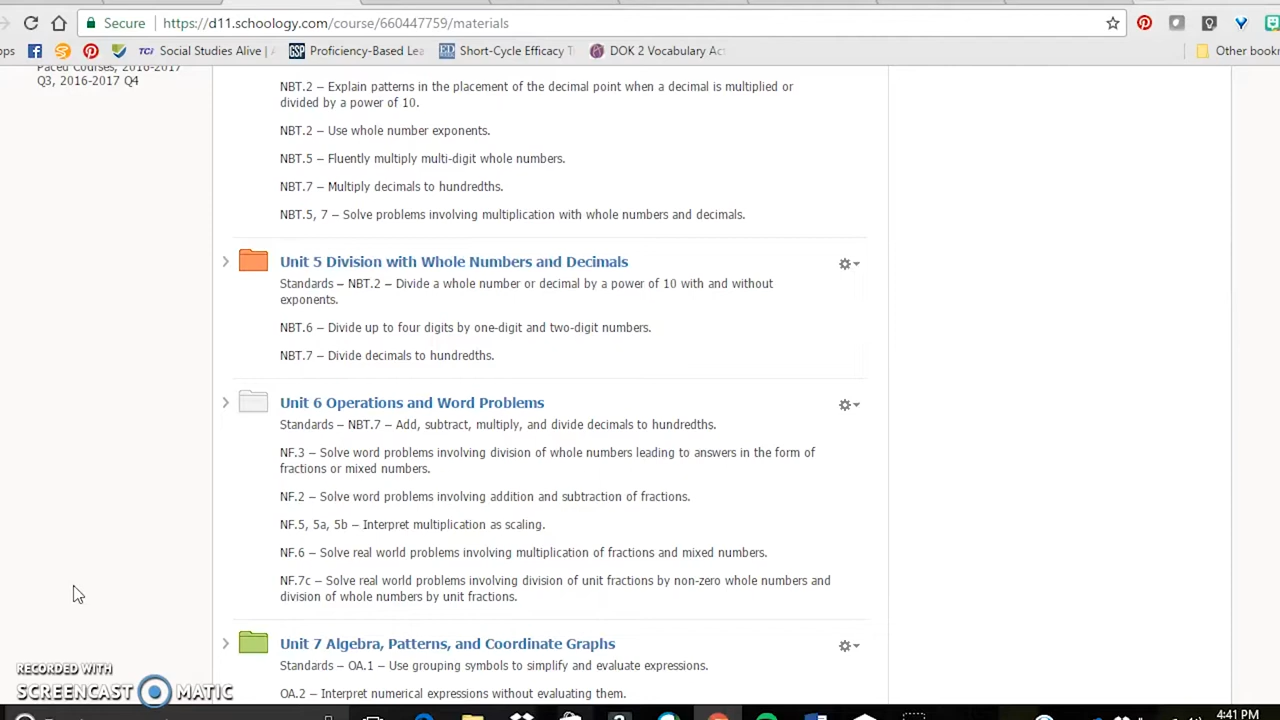 Secure
https://d11.schoology.com/course/660447759/materials
ops
TCi Social Studies Alive |
GSP Proficiency-Based Lea
ED Short-Cycle Efficacy T
DOK 2 Vocabulary Act
Other bookm
Paced Courses, 2016-2017
Q3, 2016-2017 Q4
NBT.2 – Explain patterns in the placement of the decimal point when a decimal is multiplied or
divided by a power of 10.
NBT.2 – Use whole number exponents.
NBT.5 – Fluently multiply multi-digit whole numbers.
NBT.7 – Multiply decimals to hundredths.
NBT.5, 7 – Solve problems involving multiplication with whole numbers and decimals.
Unit 5 Division with Whole Numbers and Decimals
Standards – NBT.2 – Divide a whole number or decimal by a power of 10 with and without
exponents.
NBT.6 – Divide up to four digits by one-digit and two-digit numbers.
NBT.7 – Divide decimals to hundredths.
Unit 6 Operations and Word Problems
Standards – NBT.7 – Add, subtract, multiply, and divide decimals to hundredths.
NF.3 – Solve word problems involving division of whole numbers leading to answers in the form of
fractions or mixed numbers.
NF.2 – Solve word problems involving addition and subtraction of fractions.
NF.5, 5a, 5b – Interpret multiplication as scaling.
NF.6 – Solve real world problems involving multiplication of fractions and mixed numbers.
NF.7c – Solve real world problems involving division of unit fractions by non-zero whole numbers and
division of whole numbers by unit fractions.
Unit 7 Algebra, Patterns, and Coordinate Graphs
Standards – OA.1 – Use grouping symbols to simplify and evaluate expressions.
OA.2 – Interpret numerical expressions without evaluating them.
RECORDED WITH
SCREENCAST MATIC
4:41 PM